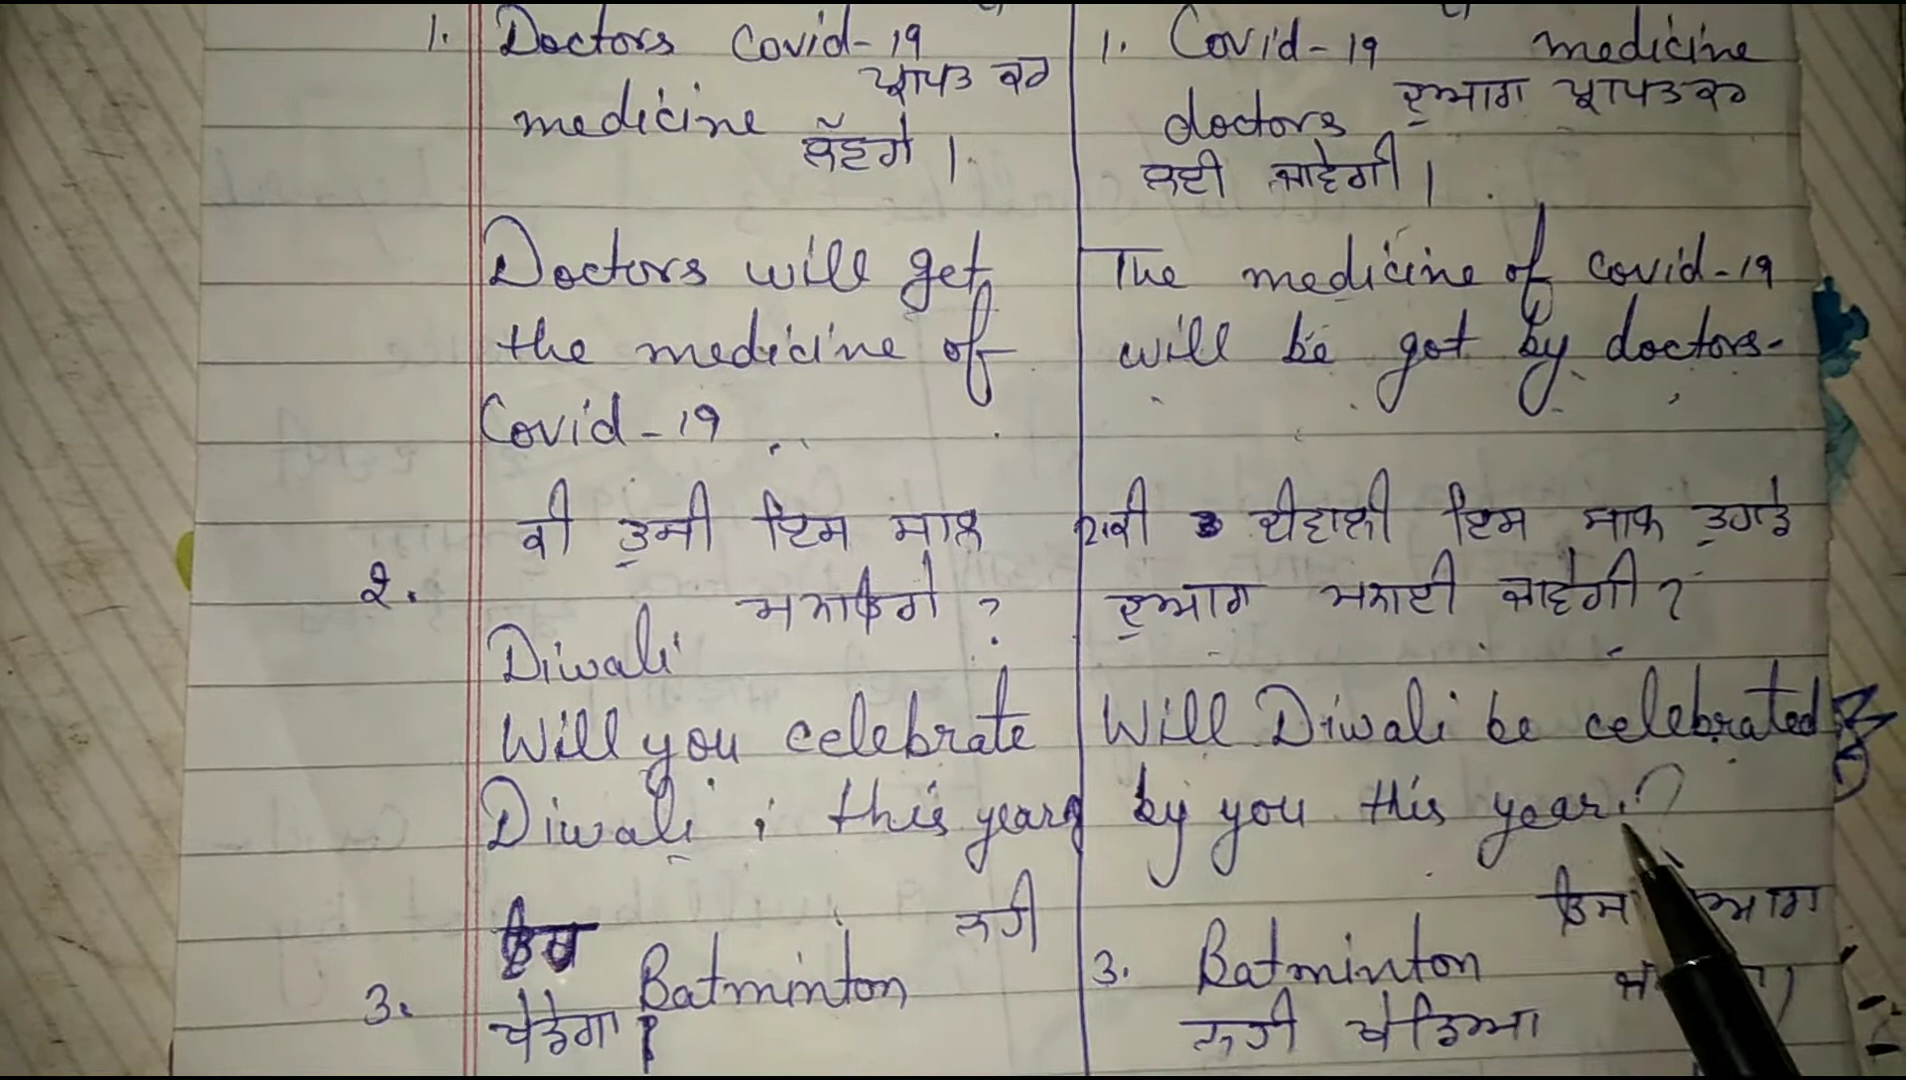 1. Doctors Covid-19
ਪ੍ਰਾਪਤ ਕਰ
medicine ਲੈਣਗੇ ।
Doctors will get
the medicine of
Covid-19
ਕੀ ਤੁਸੀ ਇਸ ਸਾਲ
2. ਮਨਾਓਗੇ ?
Diwali
Will you celebrate
Diwali this year
ਨਹੀ
3. Batminton
ਖੇਡੇਗਾ
1. Covid-19 medicine
doctors ਦੁਆਰਾ ਪ੍ਰਾਪਤ ਕਰ
ਲਈ ਜਾਵੇਗੀ ।
The medicine of Covid-19
will be got by doctors.
2. ਕੀ ਦੀਵਾਲੀ ਇਸ ਸਾਲ ਤੁਹਾਡੇ
ਦੁਆਰਾ ਮਨਾਈ ਜਾਵੇਗੀ ?
Will Diwali be celebrated
by you this year ?
ਉਸ
3. Batminton
ਨਹੀ ਖੇਡਿਆ